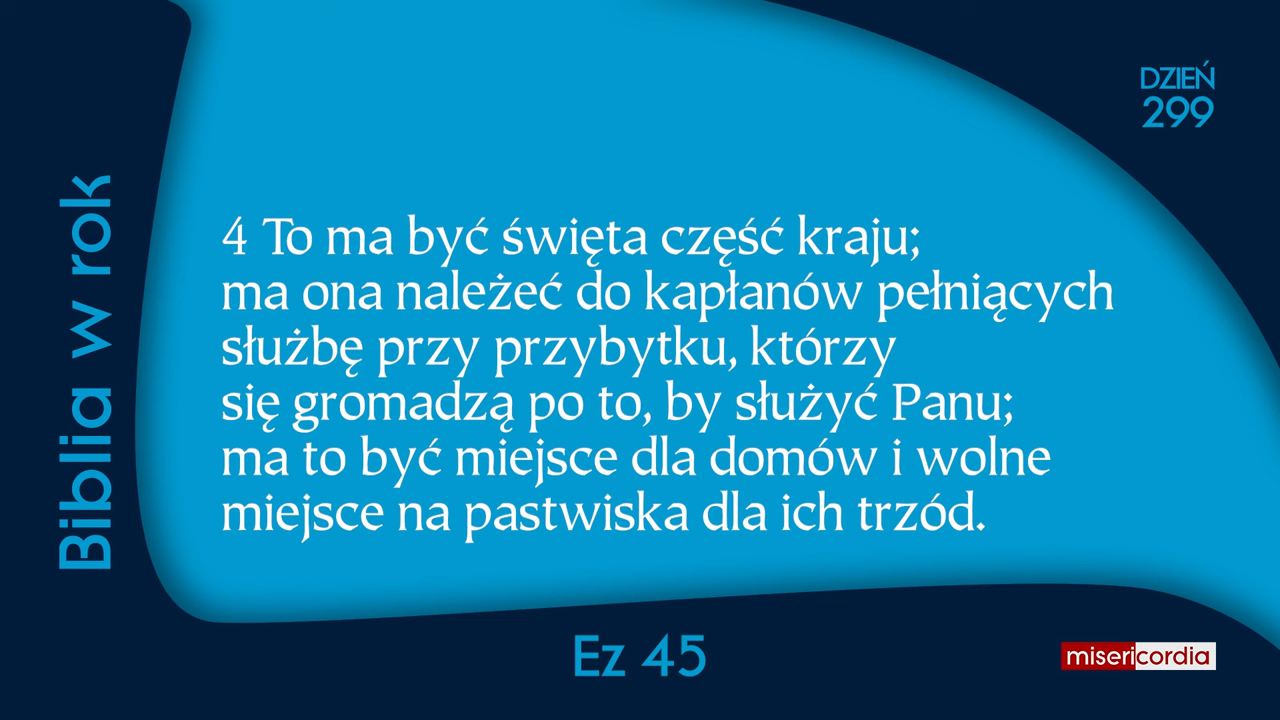 DZIEŃ
299
Biblia w rok
4 To ma być święta część kraju;
ma ona należeć do kapłanów pełniących
służbę przy przybytku, którzy
się gromadzą po to, by służyć Panu;
ma to być miejsce dla domów i wolne
miejsce na pastwiska dla ich trzód.
Ez 45
misericordia